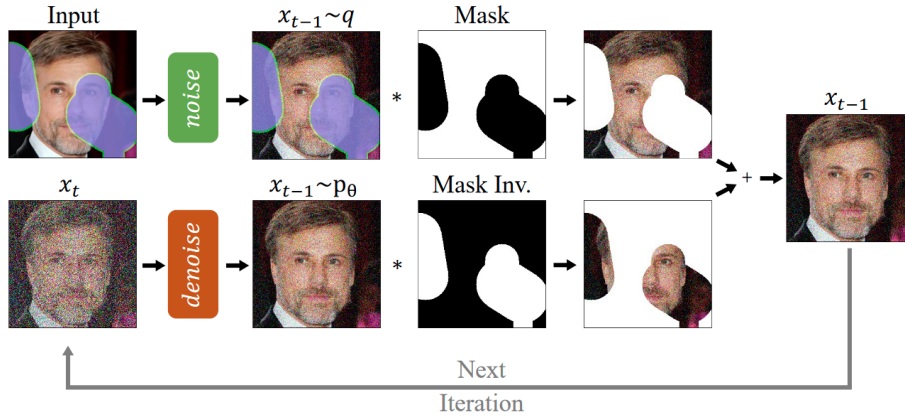 Input
x_{t-1}~q
Mask
noise
*
x_{t-1}
+
x_t
x_{t-1}~p_θ
Mask Inv.
denoise
*
Next
Iteration